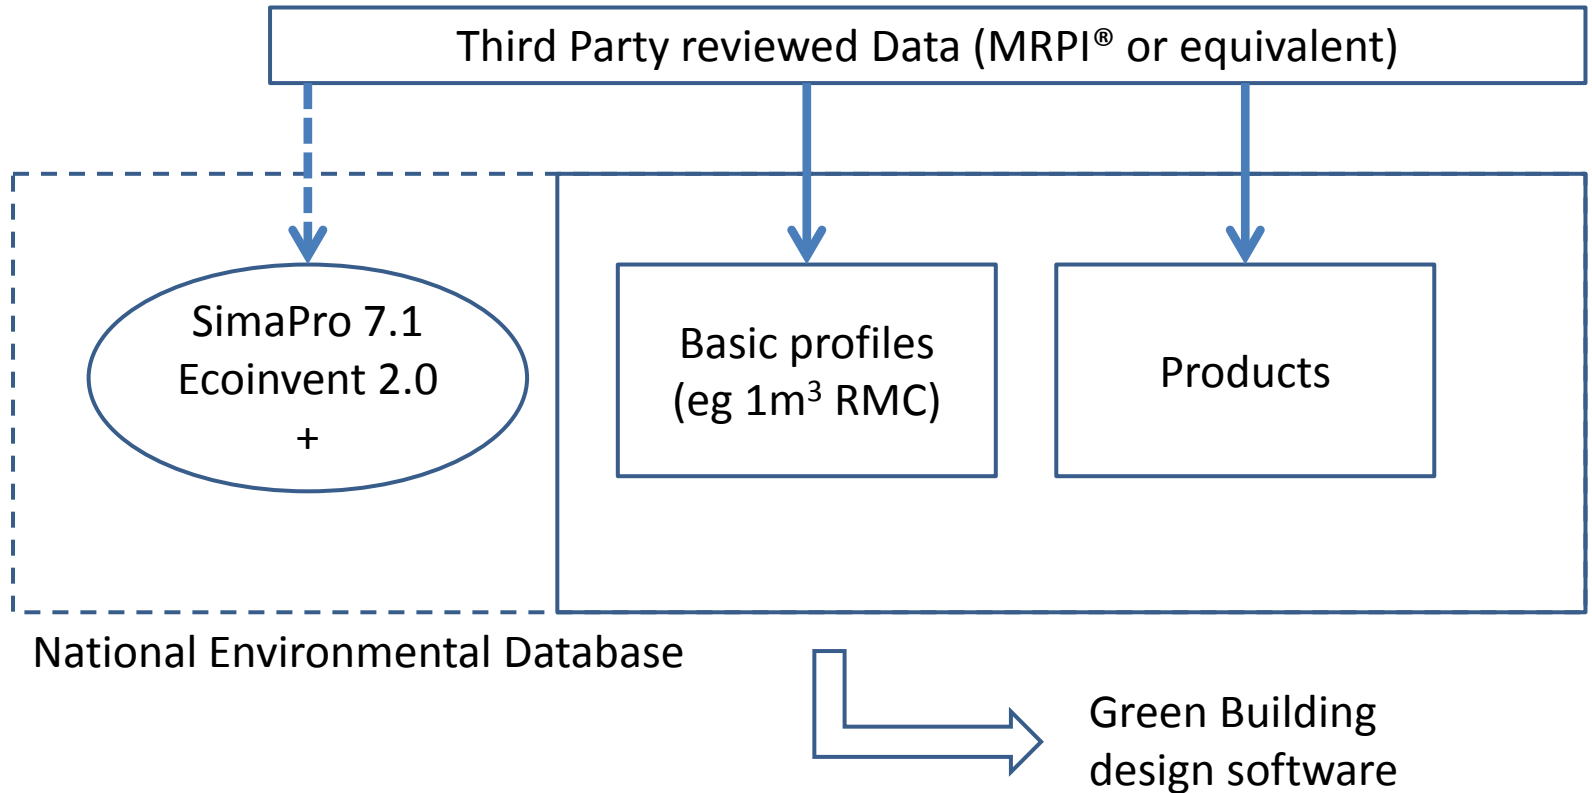 Third Party reviewed Data (MRPI® or equivalent)
SimaPro 7.1
Ecoinvent 2.0
+
Basic profiles
(eg 1m³ RMC)
Products
National Environmental Database
Green Building
design software